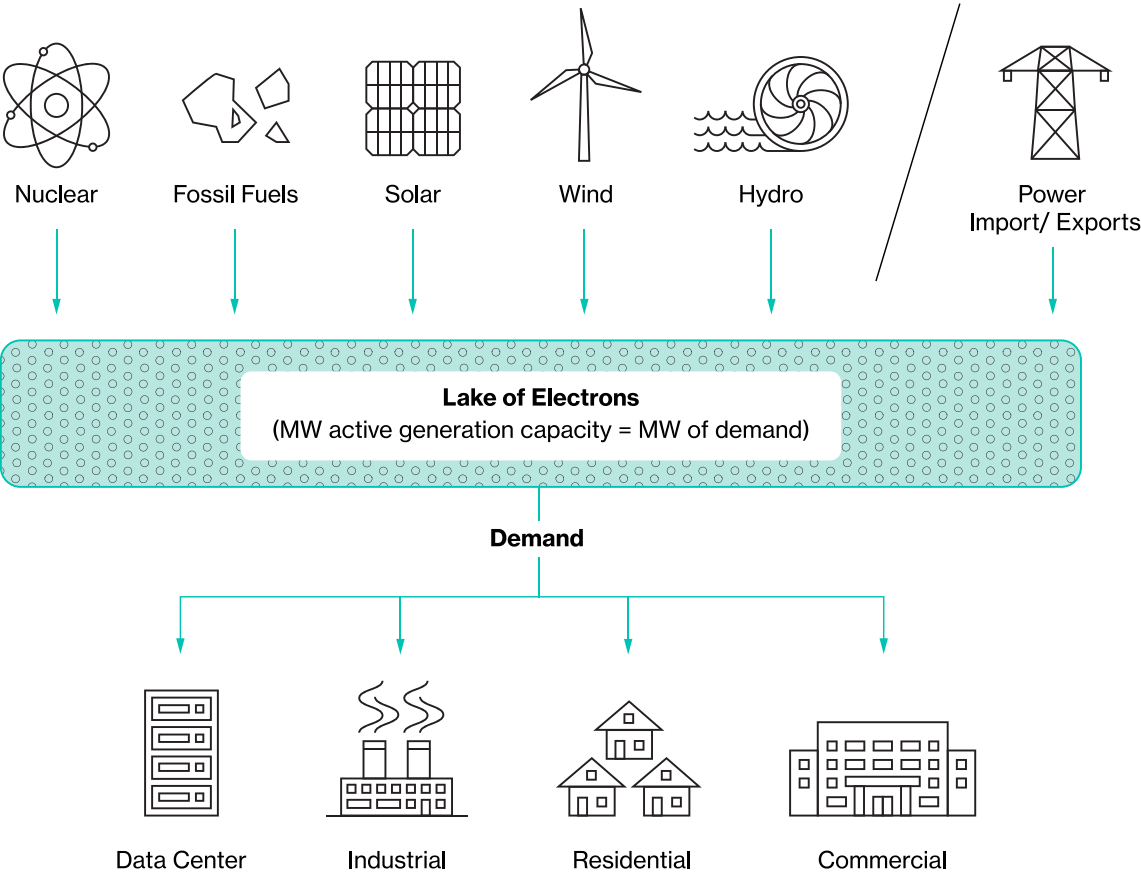 Nuclear
Fossil Fuels
Solar
Wind
Hydro
Power
Import/ Exports
Lake of Electrons
(MW active generation capacity = MW of demand)
Demand
Data Center
Industrial
Residential
Commercial